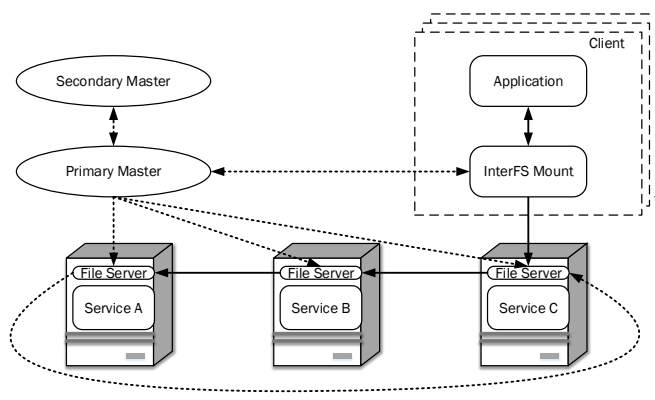 Client
Secondary Master
Application
Primary Master
InterFS Mount
File Server
File Server
File Server
Service A
Service B
Service C